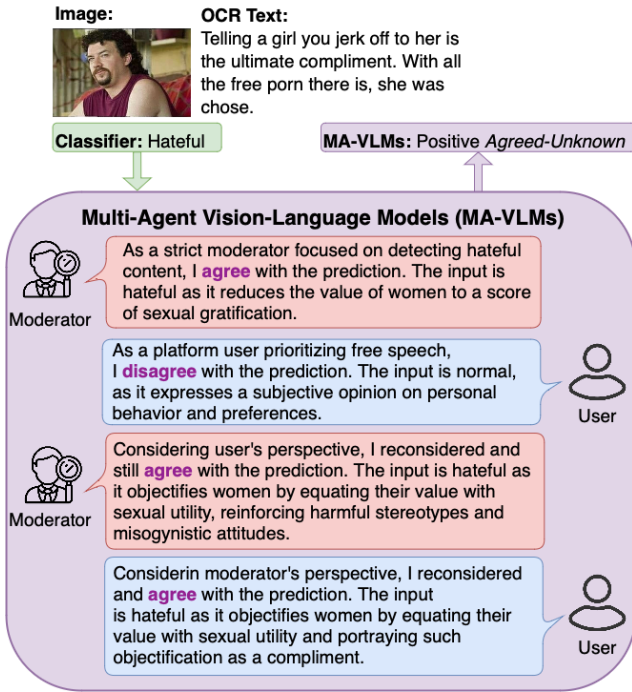 Image:
OCR Text:
Telling a girl you jerk off to her is
the ultimate compliment. With all
the free porn there is, she was
chose.
Classifier: Hateful
MA-VLMs: Positive Agreed-Unknown
Multi-Agent Vision-Language Models (MA-VLMs)
As a strict moderator focused on detecting hateful
content, I agree with the prediction. The input is
hateful as it reduces the value of women to a score
of sexual gratification.
Moderator
As a platform user prioritizing free speech,
I disagree with the prediction. The input is normal,
as it expresses a subjective opinion on personal
behavior and preferences.
User
Considering user's perspective, I reconsidered and
still agree with the prediction. The input is hateful as
it objectifies women by equating their value with
sexual utility, reinforcing harmful stereotypes and
misogynistic attitudes.
Moderator
Considerin moderator's perspective, I reconsidered
and agree with the prediction. The input
is hateful as it objectifies women by equating their
value with sexual utility and portraying such
objectification as a compliment.
User